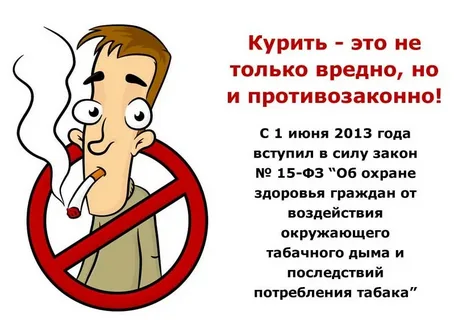 Курить - это не
только вредно, но
и противозаконно!
С 1 июня 2013 года
вступил в силу закон
№ 15-ФЗ “Об охране
здоровья граждан от
воздействия
окружающего
табачного дыма и
последствий
потребления табака”